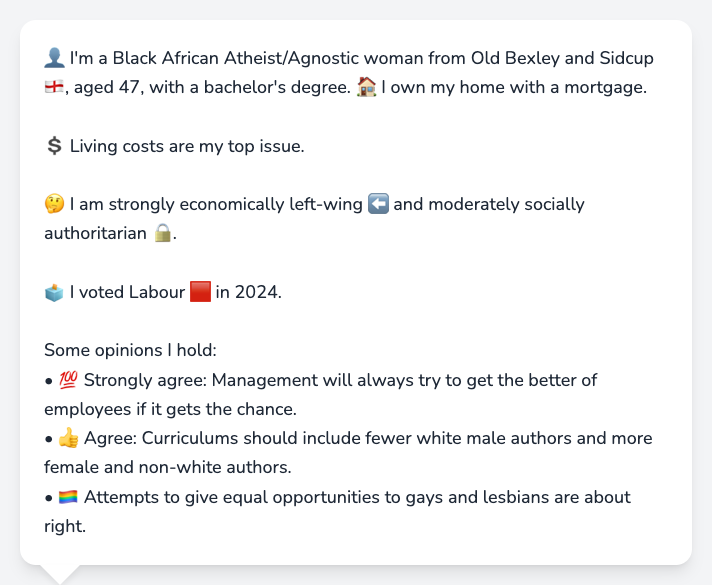 👤 I'm a Black African Atheist/Agnostic woman from Old Bexley and Sidcup
🏴󠁧󠁢󠁥󠁮󠁧󠁿, aged 47, with a bachelor's degree. 🏠 I own my home with a mortgage.
💲 Living costs are my top issue.
🤔 I am strongly economically left-wing ⬅️ and moderately socially
authoritarian 🔒.
🗳️ I voted Labour 🟥 in 2024.
Some opinions I hold:
• 💯 Strongly agree: Management will always try to get the better of
employees if it gets the chance.
• 👍 Agree: Curriculums should include fewer white male authors and more
female and non-white authors.
• 🏳️‍🌈 Attempts to give equal opportunities to gays and lesbians are about
right.